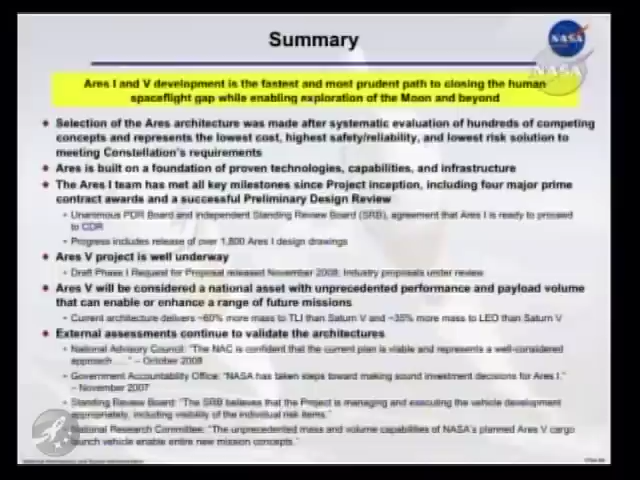 Summary
NASA
NASA
Ares I and V development is the fastest and most prudent path to closing the human
spaceflight gap while enabling exploration of the Moon and beyond
Selection of the Ares architecture was made after systematic evaluation of hundreds of competing
concepts and represents the lowest cost, highest safety/reliability, and lowest risk solution to
meeting Constellation's requirements
Ares is built on a foundation of proven technologies, capabilities, and infrastructure
The Ares I team has met all key milestones since Project inception, including four major prime
contract awards and a successful Preliminary Design Review
Unanimous PDR Board and independent Standing Review Board (SRB), agreement that Ares I is ready to proceed
to CDR
Progress includes release of over 1,800 Ares I design drawings
Ares V project is well underway
Draft Phase I Request for Proposal released November 2008; Industry proposals under review
Ares V will be considered a national asset with unprecedented performance and payload volume
that can enable or enhance a range of future missions
Current architecture delivers ~60% more mass to TLI than Saturn V and ~35% more mass to LEO than Saturn V
External assessments continue to validate the architectures
National Advisory Council: "The NAC is confident that the current plan is viable and represents a well-considered
approach ...." – October 2008
Government Accountability Office: "NASA has taken steps toward making sound investment decisions for Ares I."
– November 2007
Standing Review Board: "The SRB believes that the Project is managing and executing the vehicle development
appropriately, including visibility of the individual risk items."
National Research Committee: "The unprecedented mass and volume capabilities of NASA's planned Ares V cargo
launch vehicle enable entire new mission concepts."